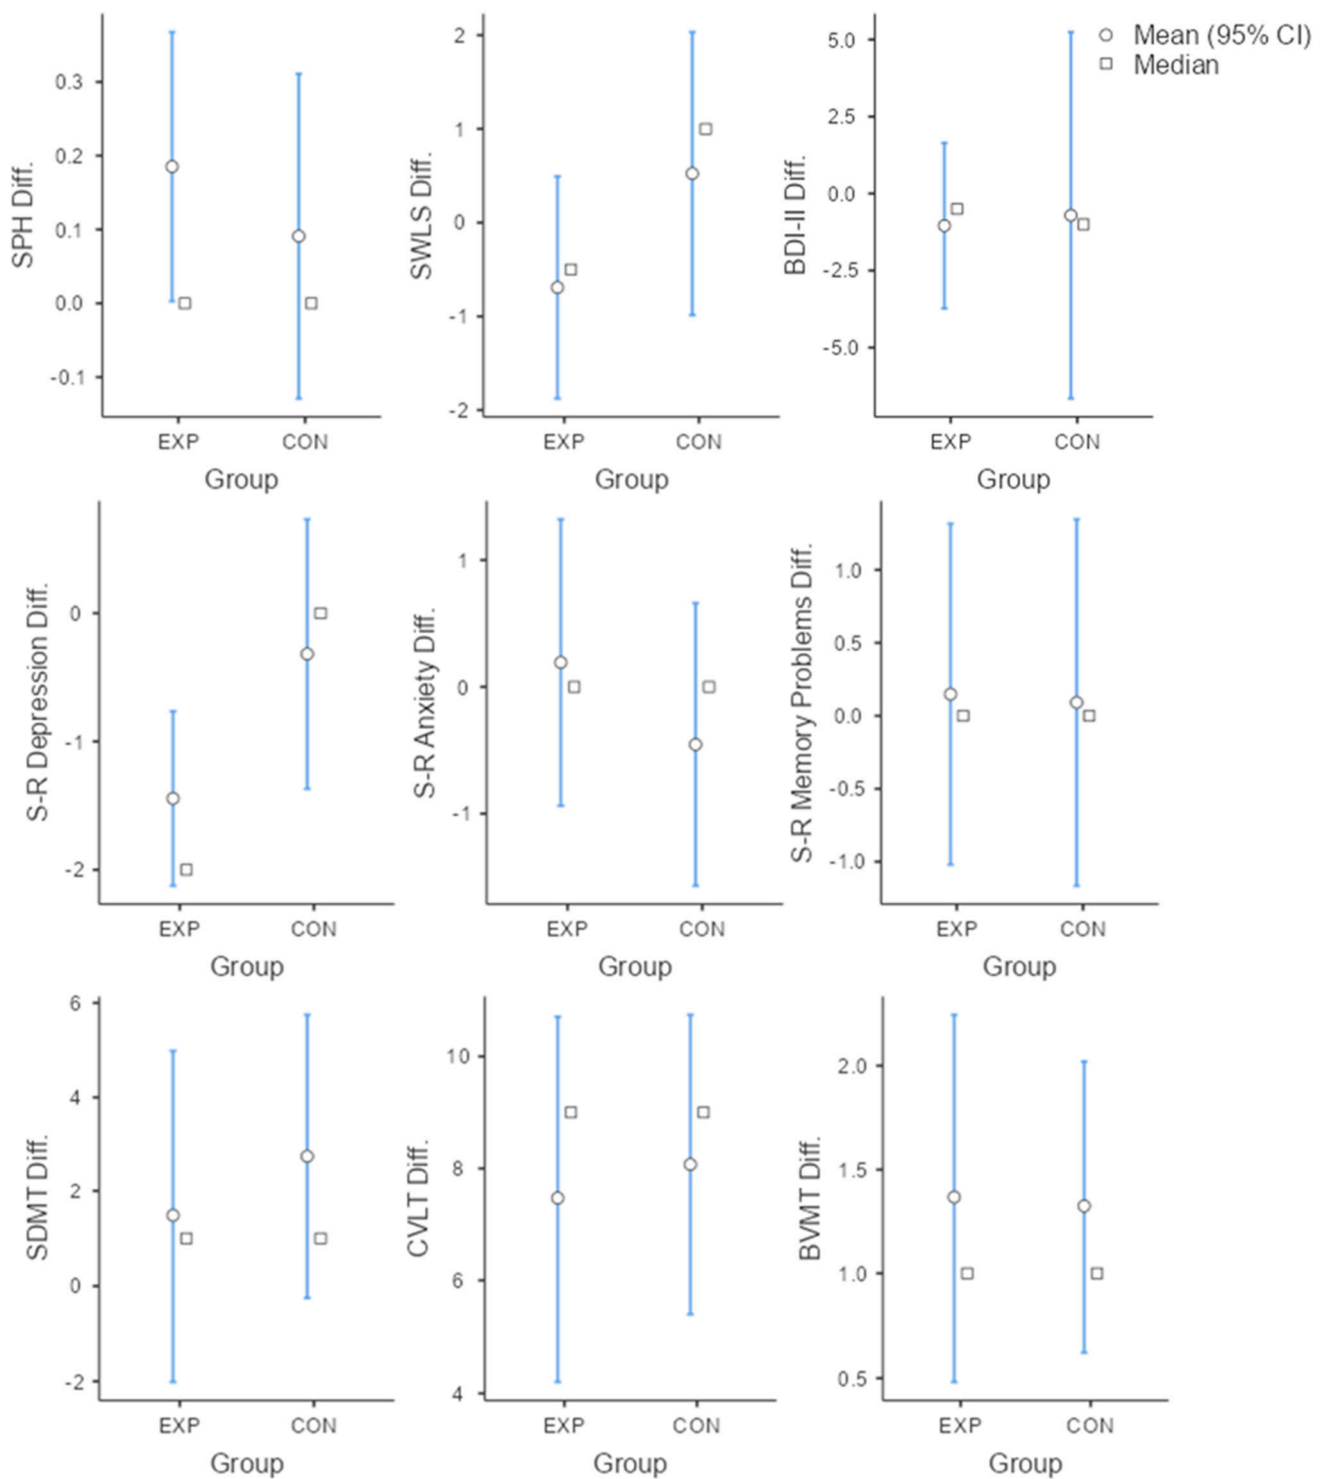 Mean (95% CI)
Median
SPH Diff.
0.3
0.2
0.1
0.0
-0.1
EXP CON
Group
SWLS Diff.
2
1
0
-1
-2
EXP CON
Group
BDI-II Diff.
5.0
2.5
0.0
-2.5
-5.0
EXP CON
Group
S-R Depression Diff.
0
-1
-2
EXP CON
Group
S-R Anxiety Diff.
1
0
-1
EXP CON
Group
S-R Memory Problems Diff.
1.0
0.5
0.0
-0.5
-1.0
EXP CON
Group
SDMT Diff.
6
4
2
0
-2
EXP CON
Group
CVLT Diff.
10
8
6
4
EXP CON
Group
BVMT Diff.
2.0
1.5
1.0
0.5
EXP CON
Group